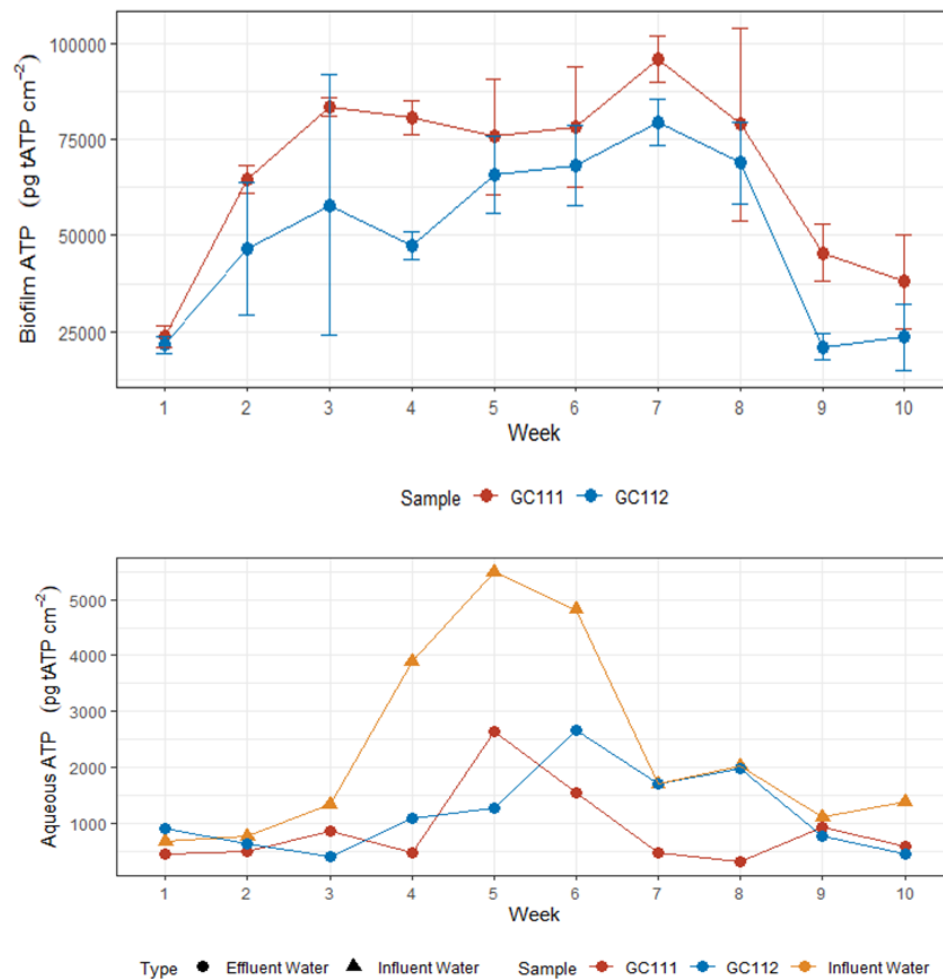 100000
75000
50000
25000
Biofilm ATP (pg tATP cm⁻²)
1 2 3 4 5 6 7 8 9 10
Week
Sample GC111 GC112
5000
4000
3000
2000
1000
Aqueous ATP (pg tATP cm⁻²)
1 2 3 4 5 6 7 8 9 10
Week
Type Effluent Water Influent Water Sample GC111 GC112 Influent Water